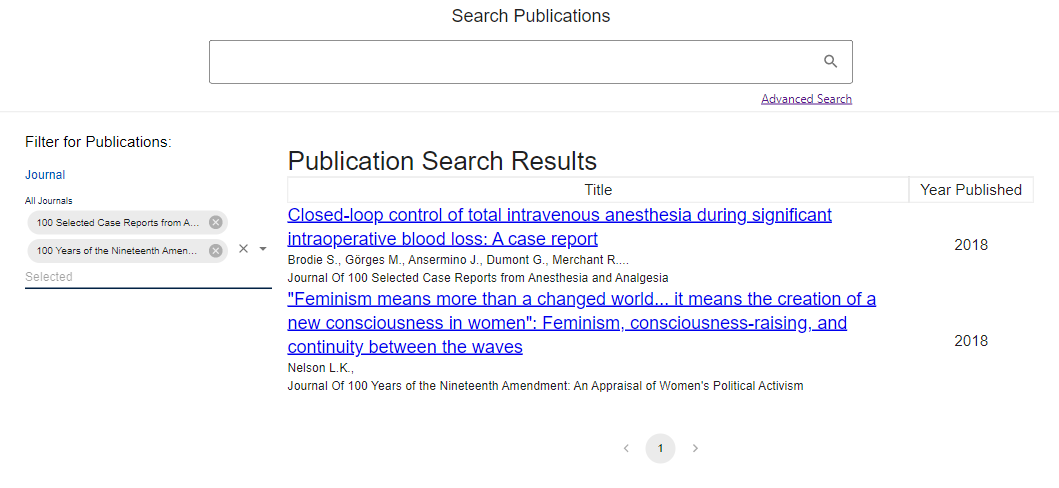 Search Publications
Advanced Search
Filter for Publications:
Journal
All Journals
100 Selected Case Reports from A...
100 Years of the Nineteenth Amen...
Selected
Publication Search Results
Title
Year Published
Closed-loop control of total intravenous anesthesia during significant
intraoperative blood loss: A case report
Brodie S., Görges M., Ansermino J., Dumont G., Merchant R....
Journal Of 100 Selected Case Reports from Anesthesia and Analgesia
2018
"Feminism means more than a changed world... it means the creation of a
new consciousness in women": Feminism, consciousness-raising, and
continuity between the waves
Nelson L.K.,
Journal Of 100 Years of the Nineteenth Amendment: An Appraisal of Women's Political Activism
2018
1